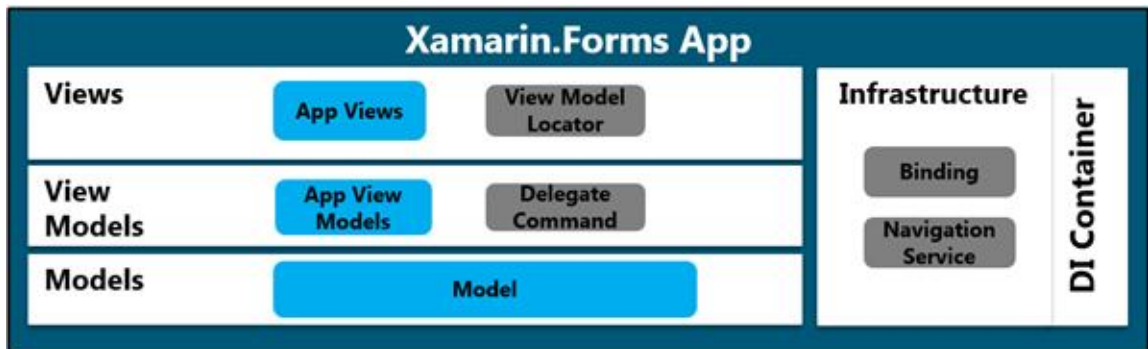 Xamarin.Forms App
Views
App Views
View Model
Locator
View
Models
App View
Models
Delegate
Command
Models
Model
Infrastructure
Binding
Navigation
Service
DI Container